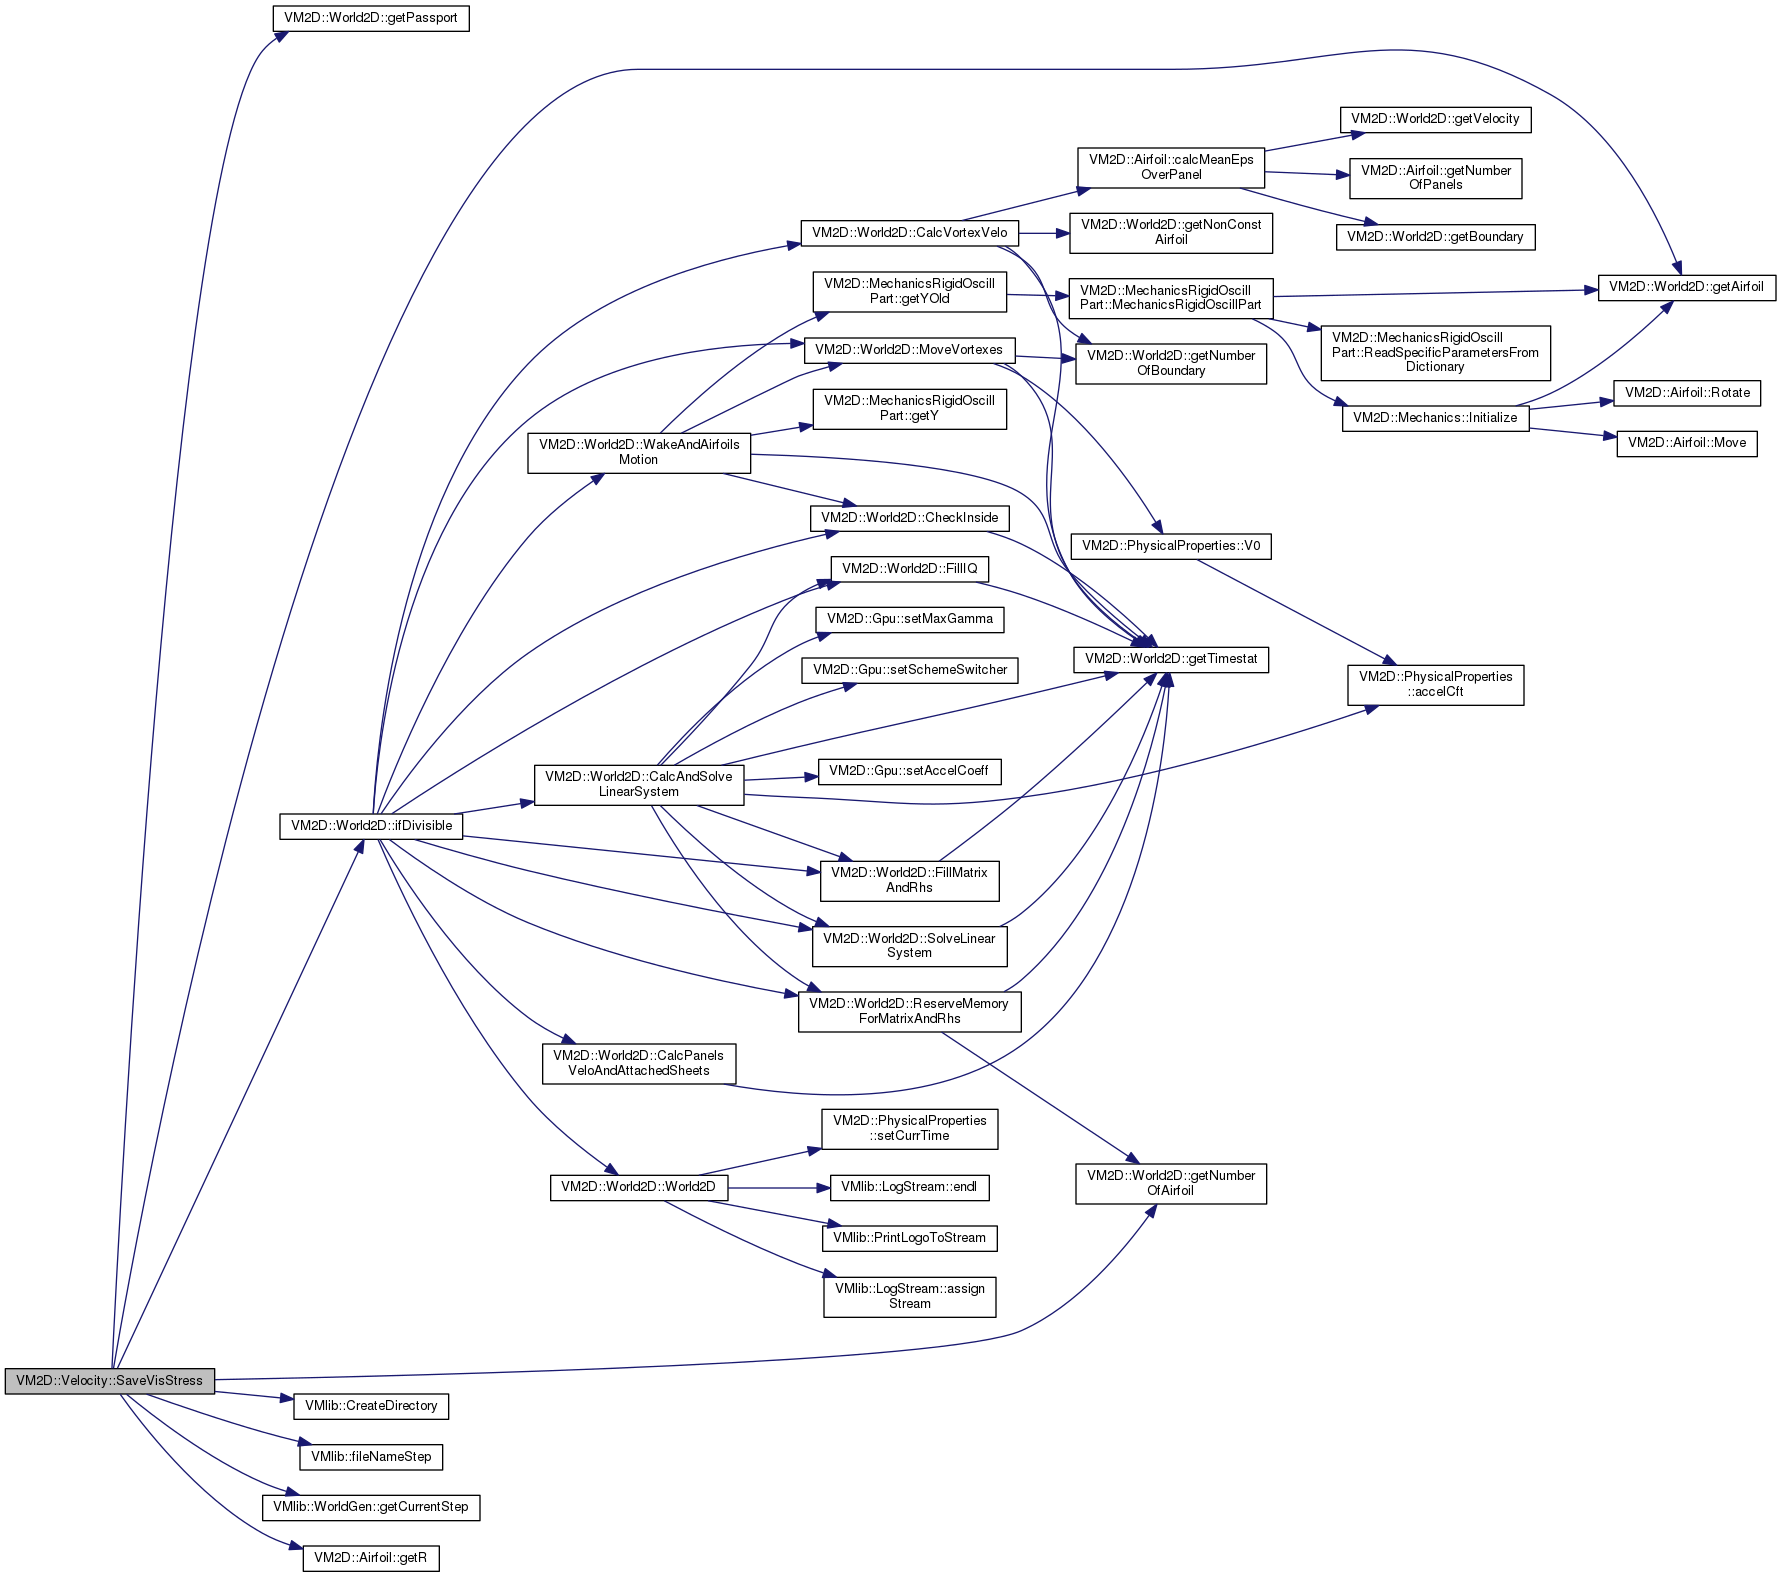 VM2D::World2D::getPassport
VM2D::World2D::getVelocity
VM2D::Airfoil::calcMeanEps
OverPanel
VM2D::Airfoil::getNumber
OfPanels
VM2D::World2D::CalcVortexVelo
VM2D::World2D::getNonConst
Airfoil
VM2D::World2D::getBoundary
VM2D::MechanicsRigidOscill
Part::getYOld
VM2D::MechanicsRigidOscill
Part::MechanicsRigidOscillPart
VM2D::World2D::getAirfoil
VM2D::World2D::MoveVortexes
VM2D::World2D::getNumber
OfBoundary
VM2D::MechanicsRigidOscill
Part::ReadSpecificParametersFrom
Dictionary
VM2D::MechanicsRigidOscill
Part::getY
VM2D::Airfoil::Rotate
VM2D::Mechanics::Initialize
VM2D::World2D::WakeAndAirfoils
Motion
VM2D::Airfoil::Move
VM2D::World2D::CheckInside
VM2D::PhysicalProperties::V0
VM2D::World2D::FillIQ
VM2D::Gpu::setMaxGamma
VM2D::Gpu::setSchemeSwitcher
VM2D::World2D::getTimestat
VM2D::PhysicalProperties
::accelCft
VM2D::World2D::CalcAndSolve
LinearSystem
VM2D::Gpu::setAccelCoeff
VM2D::World2D::ifDivisible
VM2D::World2D::FillMatrix
AndRhs
VM2D::World2D::SolveLinear
System
VM2D::World2D::ReserveMemory
ForMatrixAndRhs
VM2D::World2D::CalcPanels
VeloAndAttachedSheets
VM2D::PhysicalProperties
::setCurrTime
VM2D::World2D::World2D
VMlib::LogStream::endl
VM2D::World2D::getNumber
OfAirfoil
VMlib::PrintLogoToStream
VMlib::LogStream::assign
Stream
VM2D::Velocity::SaveVisStress
VMlib::CreateDirectory
VMlib::fileNameStep
VMlib::WorldGen::getCurrentStep
VM2D::Airfoil::getR